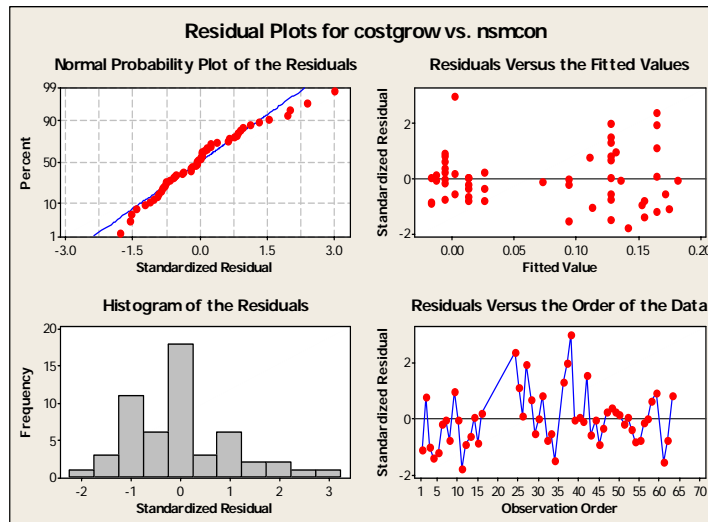 Residual Plots for costgrow vs. nsmcon
Normal Probability Plot of the Residuals
Percent
99
90
50
10
1
-3.0 -1.5 0.0 1.5 3.0
Standardized Residual
Residuals Versus the Fitted Values
Standardized Residual
2
0
-2
0.00 0.05 0.10 0.15 0.20
Fitted Value
Histogram of the Residuals
Frequency
20
15
10
5
0
-2 -1 0 1 2 3
Standardized Residual
Residuals Versus the Order of the Data
Standardized Residual
2
0
-2
1 5 10 15 20 25 30 35 40 45 50 55 60 65 70
Observation Order